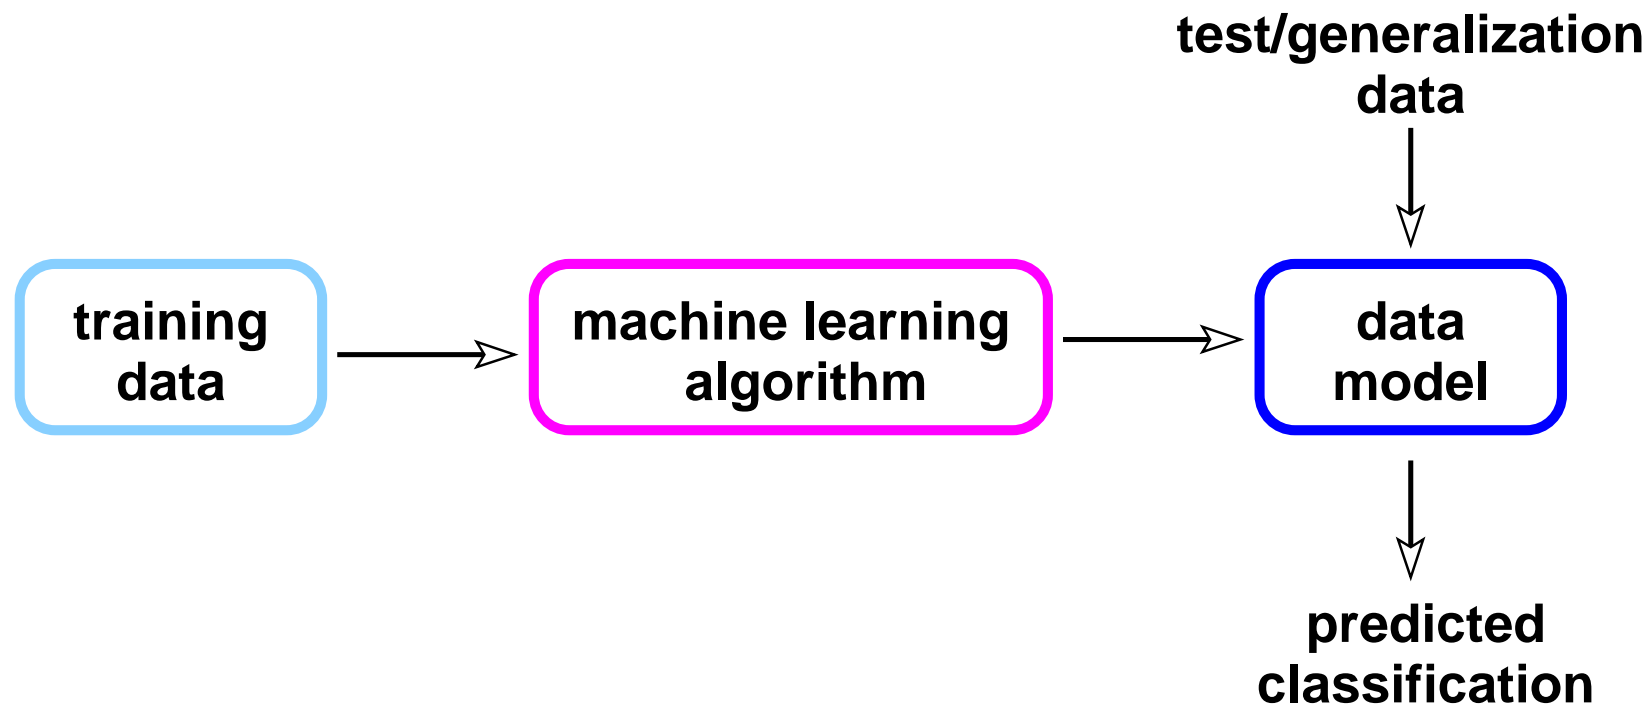 test/generalization
data
training
data
machine learning
algorithm
data
model
predicted
classification